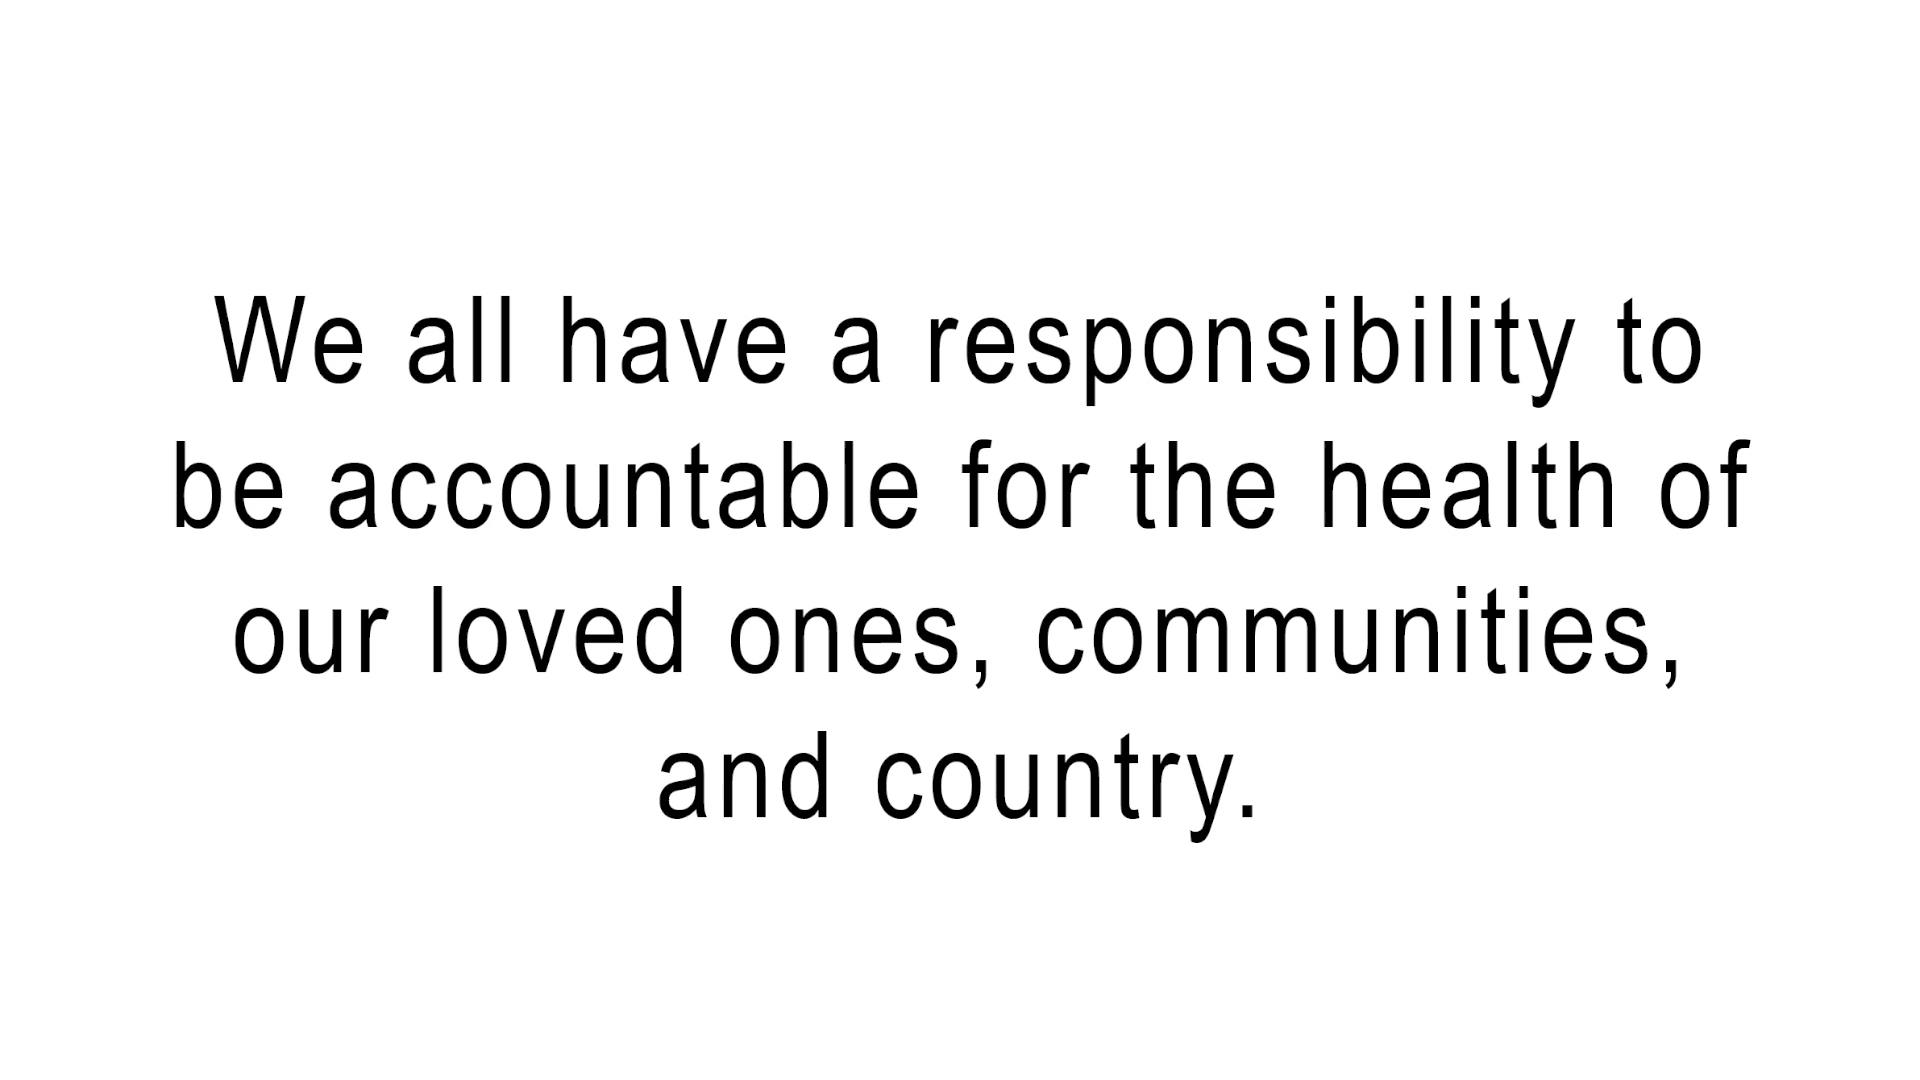 We all have a responsibility to
be accountable for the health of
our loved ones, communities,
and country.